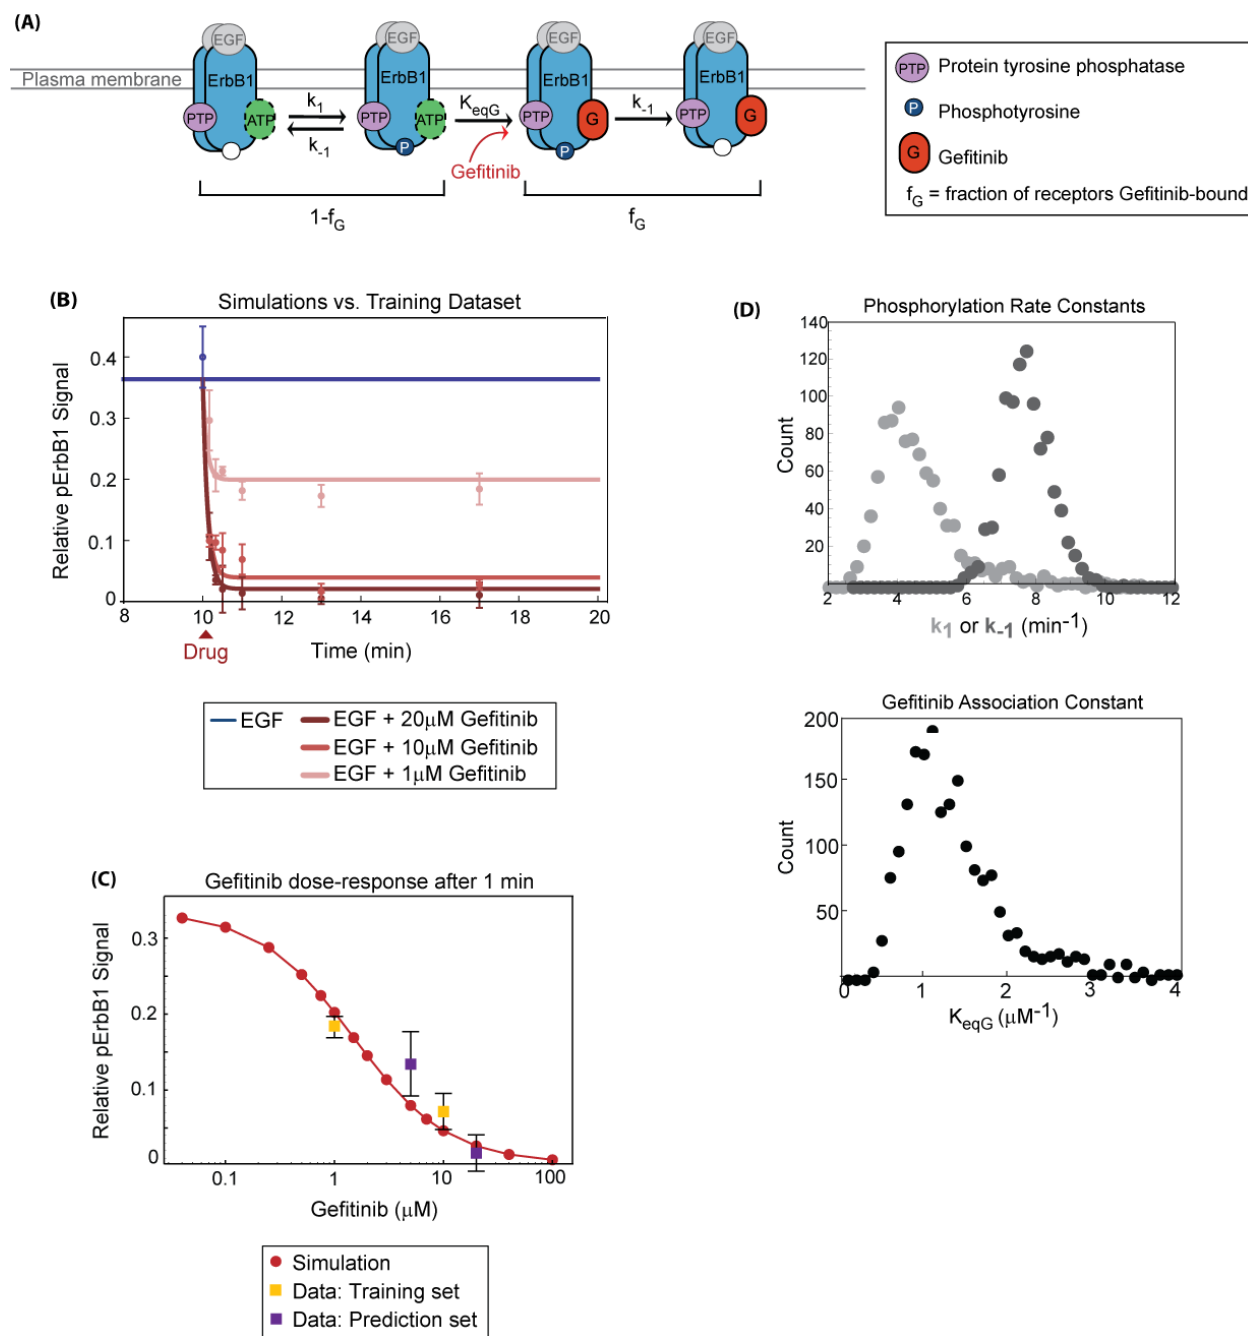 (A)
EGF EGF EGF EGF
Plasma membrane
ErbB1 ErbB1 ErbB1 ErbB1
PTP ATP k1 k-1 PTP ATP KeqG PTP G k-1 PTP G
P P
Gefitinib
1-fG fG
PTP Protein tyrosine phosphatase
P Phosphotyrosine
G Gefitinib
fG = fraction of receptors Gefitinib-bound
(B)
Simulations vs. Training Dataset
Relative pErbB1 Signal
0.4
0.3
0.2
0.1
0
8 10 12 14 16 18 20
Drug
Time (min)
EGF
EGF + 20μM Gefitinib
EGF + 10μM Gefitinib
EGF + 1μM Gefitinib
(C)
Gefitinib dose-response after 1 min
Relative pErbB1 Signal
0.3
0.2
0.1
0
0.1 1 10 100
Gefitinib (μM)
Simulation
Data: Training set
Data: Prediction set
(D)
Phosphorylation Rate Constants
Count
140
120
100
80
60
40
20
2 4 6 8 10 12
k1 or k-1 (min-1)
Gefitinib Association Constant
Count
200
150
100
50
0 1 2 3 4
KeqG (μM-1)